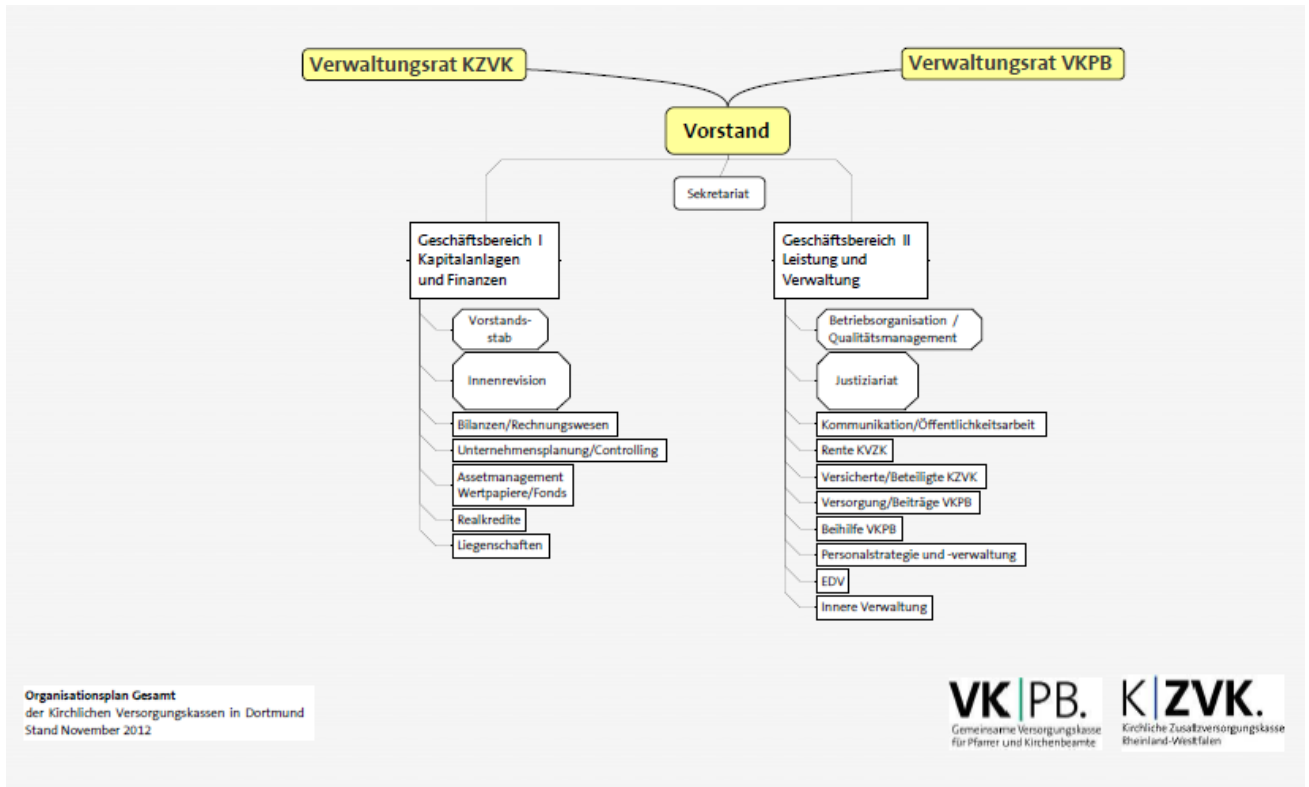 Verwaltungsrat KZVK
Verwaltungsrat VKPB
Vorstand
Sekretariat
Geschäftsbereich I
Kapitalanlagen
und Finanzen
Vorstands-
stab
Innenrevision
Bilanzen/Rechnungswesen
Unternehmensplanung/Controlling
Assetmanagement
Wertpapiere/Fonds
Realkredite
Liegenschaften
Geschäftsbereich II
Leistung und
Verwaltung
Betriebsorganisation /
Qualitätsmanagement
Justiziariat
Kommunikation/Öffentlichkeitsarbeit
Rente KVZK
Versicherte/Beteiligte KZVK
Versorgung/Beiträge VKPB
Beihilfe VKPB
Personalstrategie und -verwaltung
EDV
Innere Verwaltung
Organisationsplan Gesamt
der Kirchlichen Versorgungskassen in Dortmund
Stand November 2012
VK|PB.
Gemeinsame Versorgungskasse
für Pfarrer und Kirchenbeamte
K|ZVK.
Kirchliche Zusatzversorgungskasse
Rheinland-Westfalen